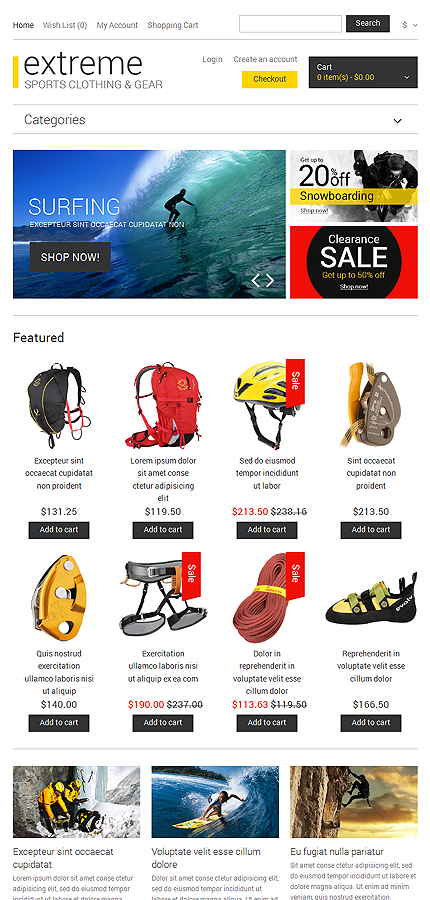 Home Wish List (0) My Account Shopping Cart Search $
extreme
SPORTS CLOTHING & GEAR
Login Create an account
Checkout
Cart
0 item(s) - $0.00
Categories
SURFING
EXCEPTEUR SINT OCCAECAT CUPIDATAT NON
SHOP NOW!
Get up to
20% off
Snowboarding
Shop now!
Clearance
SALE
Get up to 50% off
Shop now!
Featured
Excepteur sint
occaecat cupidatat
non proident
$131.25
Add to cart
Lorem ipsum dolor
sit amet conse
ctetur adipisicing
elit
$119.50
Add to cart
Sale
Sed do eiusmod
tempor incididunt
ut labor
$213.50 $238.16
Add to cart
Sint occaecat
cupidatat non
proident
$213.50
Add to cart
Quis nostrud
exercitation
ullamco laboris nisi
ut aliquip
$140.00
Add to cart
Sale
Exercitation
ullamco laboris nisi
ut aliquip ex ea com
$190.00 $237.00
Add to cart
Sale
Dolor in
reprehenderit in
voluptate velit esse
cillum dolor
$113.63 $119.50
Add to cart
evolv
Reprehenderit in
voluptate velit esse
cillum dolor
$166.50
Add to cart
Excepteur sint occaecat
cupidatat
Lorem ipsum dolor sit amet conse
ctetur adipisicing elit, sed do eiusmod
tempor incididunt ut labore et
dolore magna
Voluptate velit esse cillum
dolore
Lorem ipsum dolor sit amet conse ctetur
adipisicing elit, sed do eiusmod tempor
incididunt ut labore et dolore magna aliqua. Ut
Eu fugiat nulla pariatur
Sit amet conse ctetur adipisicing elit, sed do
eiusmod tempor incididunt ut labore et
dolore magna aliqua. Ut enim ad minim
veniam, quis nostrud exercitation.